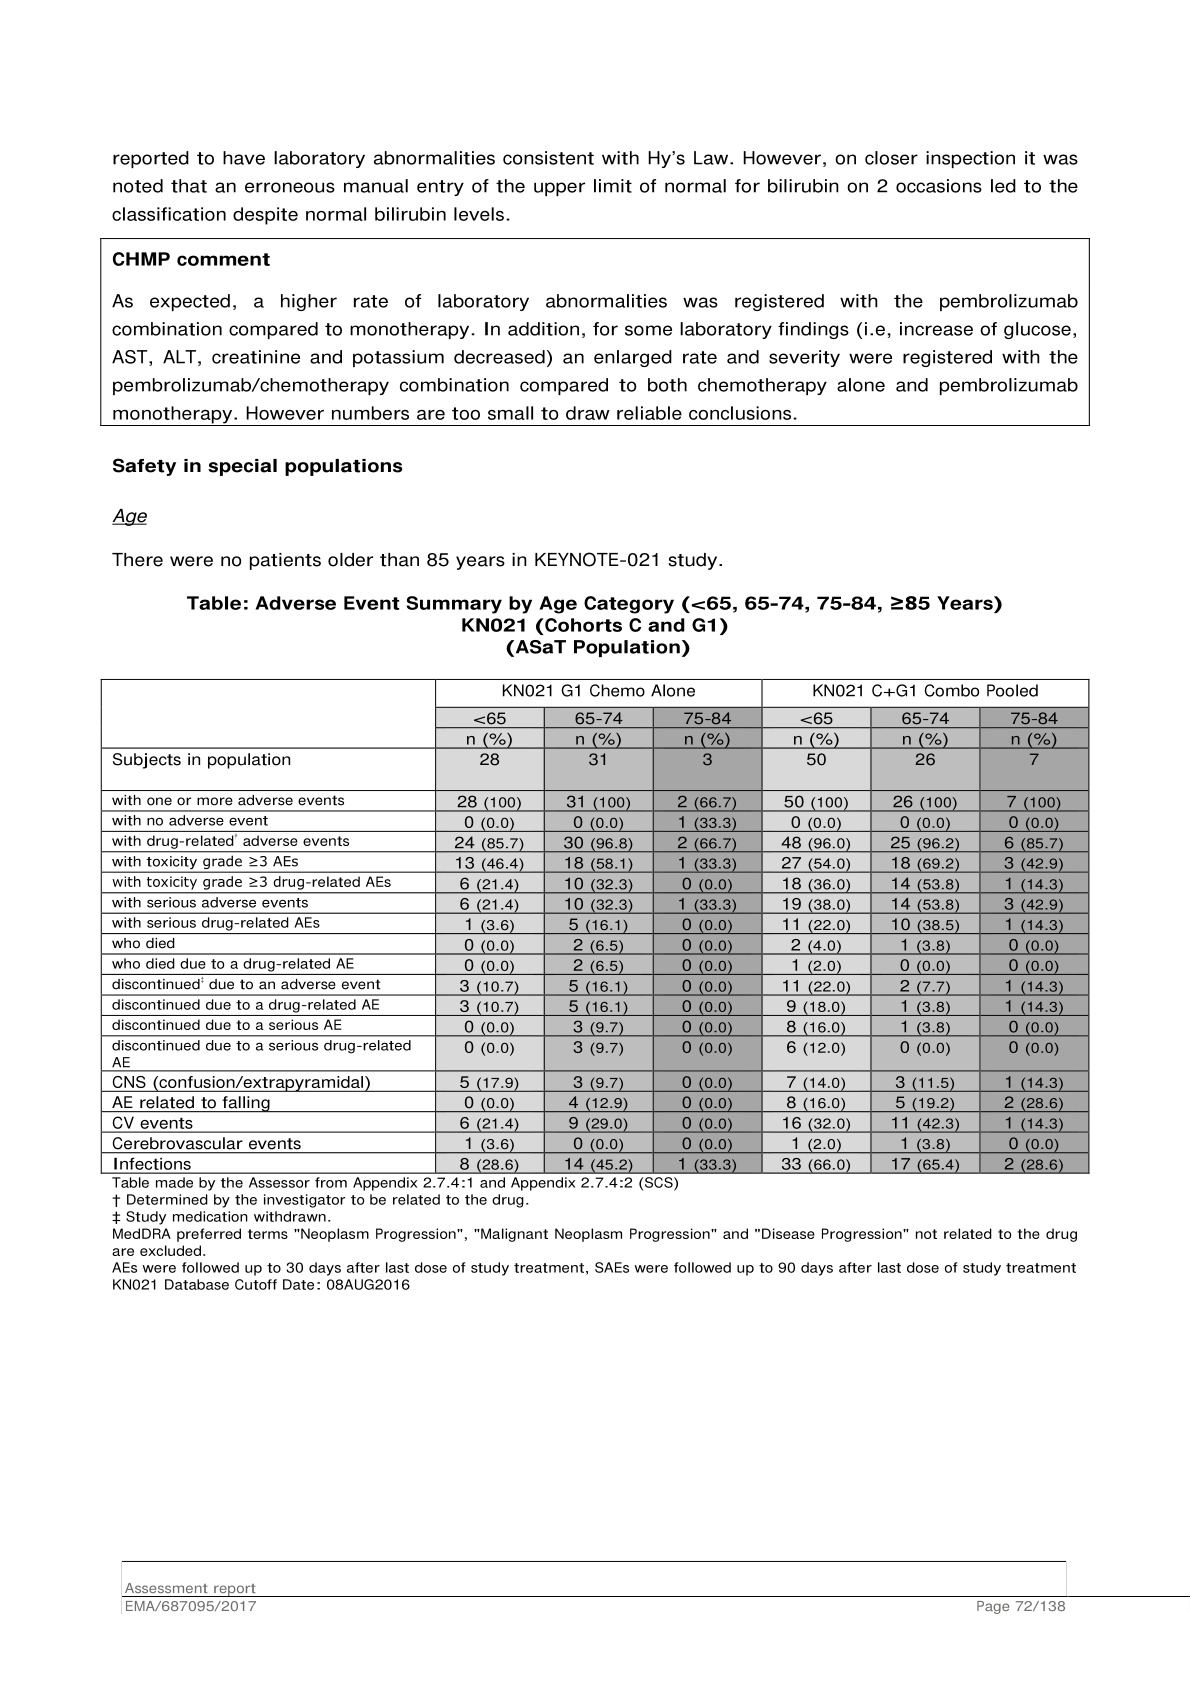 reported to have laboratory abnormalities consistent with Hy's Law. However, on closer inspection it was
noted that an erroneous manual entry of the upper limit of normal for bilirubin on 2 occasions led to the
classification despite normal bilirubin levels.
CHMP comment
As expected, a higher rate of laboratory abnormalities was registered with the pembrolizumab
combination compared to monotherapy. In addition, for some laboratory findings (i.e, increase of glucose,
AST, ALT, creatinine and potassium decreased) an enlarged rate and severity were registered with the
pembrolizumab/chemotherapy combination compared to both chemotherapy alone and pembrolizumab
monotherapy. However numbers are too small to draw reliable conclusions.
Safety in special populations
Age
There were no patients older than 85 years in KEYNOTE-021 study.
Table: Adverse Event Summary by Age Category (<65, 65-74, 75-84, ≥85 Years)
KN021 (Cohorts C and G1)
(ASaT Population)
KN021 G1 Chemo Alone KN021 C+G1 Combo Pooled
<65 65-74 75-84 <65 65-74 75-84
n (%) n (%) n (%) n (%) n (%) n (%)
Subjects in population 28 31 3 50 26 7
with one or more adverse events 28 (100) 31 (100) 2 (66.7) 50 (100) 26 (100) 7 (100)
with no adverse event 0 (0.0) 0 (0.0) 1 (33.3) 0 (0.0) 0 (0.0) 0 (0.0)
with drug-related† adverse events 24 (85.7) 30 (96.8) 2 (66.7) 48 (96.0) 25 (96.2) 6 (85.7)
with toxicity grade ≥3 AEs 13 (46.4) 18 (58.1) 1 (33.3) 27 (54.0) 18 (69.2) 3 (42.9)
with toxicity grade ≥3 drug-related AEs 6 (21.4) 10 (32.3) 0 (0.0) 18 (36.0) 14 (53.8) 1 (14.3)
with serious adverse events 6 (21.4) 10 (32.3) 1 (33.3) 19 (38.0) 14 (53.8) 3 (42.9)
with serious drug-related AEs 1 (3.6) 5 (16.1) 0 (0.0) 11 (22.0) 10 (38.5) 1 (14.3)
who died 0 (0.0) 2 (6.5) 0 (0.0) 2 (4.0) 1 (3.8) 0 (0.0)
who died due to a drug-related AE 0 (0.0) 2 (6.5) 0 (0.0) 1 (2.0) 0 (0.0) 0 (0.0)
discontinued‡ due to an adverse event 3 (10.7) 5 (16.1) 0 (0.0) 11 (22.0) 2 (7.7) 1 (14.3)
discontinued due to a drug-related AE 3 (10.7) 5 (16.1) 0 (0.0) 9 (18.0) 1 (3.8) 1 (14.3)
discontinued due to a serious AE 0 (0.0) 3 (9.7) 0 (0.0) 8 (16.0) 1 (3.8) 0 (0.0)
discontinued due to a serious drug-related 0 (0.0) 3 (9.7) 0 (0.0) 6 (12.0) 0 (0.0) 0 (0.0)
AE
CNS (confusion/extrapyramidal) 5 (17.9) 3 (9.7) 0 (0.0) 7 (14.0) 3 (11.5) 1 (14.3)
AE related to falling 0 (0.0) 4 (12.9) 0 (0.0) 8 (16.0) 5 (19.2) 2 (28.6)
CV events 6 (21.4) 9 (29.0) 0 (0.0) 16 (32.0) 11 (42.3) 1 (14.3)
Cerebrovascular events 1 (3.6) 0 (0.0) 0 (0.0) 1 (2.0) 1 (3.8) 0 (0.0)
Infections 8 (28.6) 14 (45.2) 1 (33.3) 33 (66.0) 17 (65.4) 2 (28.6)
Table made by the Assessor from Appendix 2.7.4:1 and Appendix 2.7.4:2 (SCS)
† Determined by the investigator to be related to the drug.
‡ Study medication withdrawn.
MedDRA preferred terms "Neoplasm Progression", "Malignant Neoplasm Progression" and "Disease Progression" not related to the drug
are excluded.
AEs were followed up to 30 days after last dose of study treatment, SAEs were followed up to 90 days after last dose of study treatment
KN021 Database Cutoff Date: 08AUG2016
Assessment report
EMA/687095/2017 Page 72/138